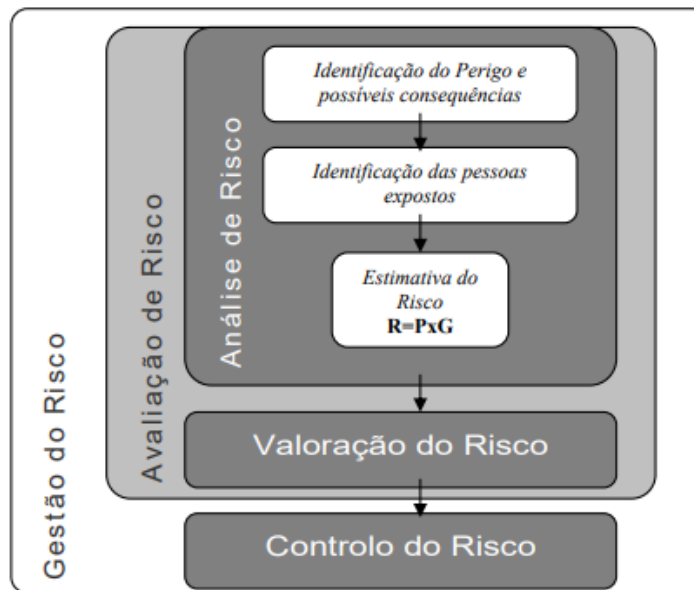 Gestão do Risco
Avaliação de Risco
Análise de Risco
Identificação do Perigo e
possíveis consequências
Identificação das pessoas
expostos
Estimativa do
Risco
R=PxG
Valoração do Risco
Controlo do Risco